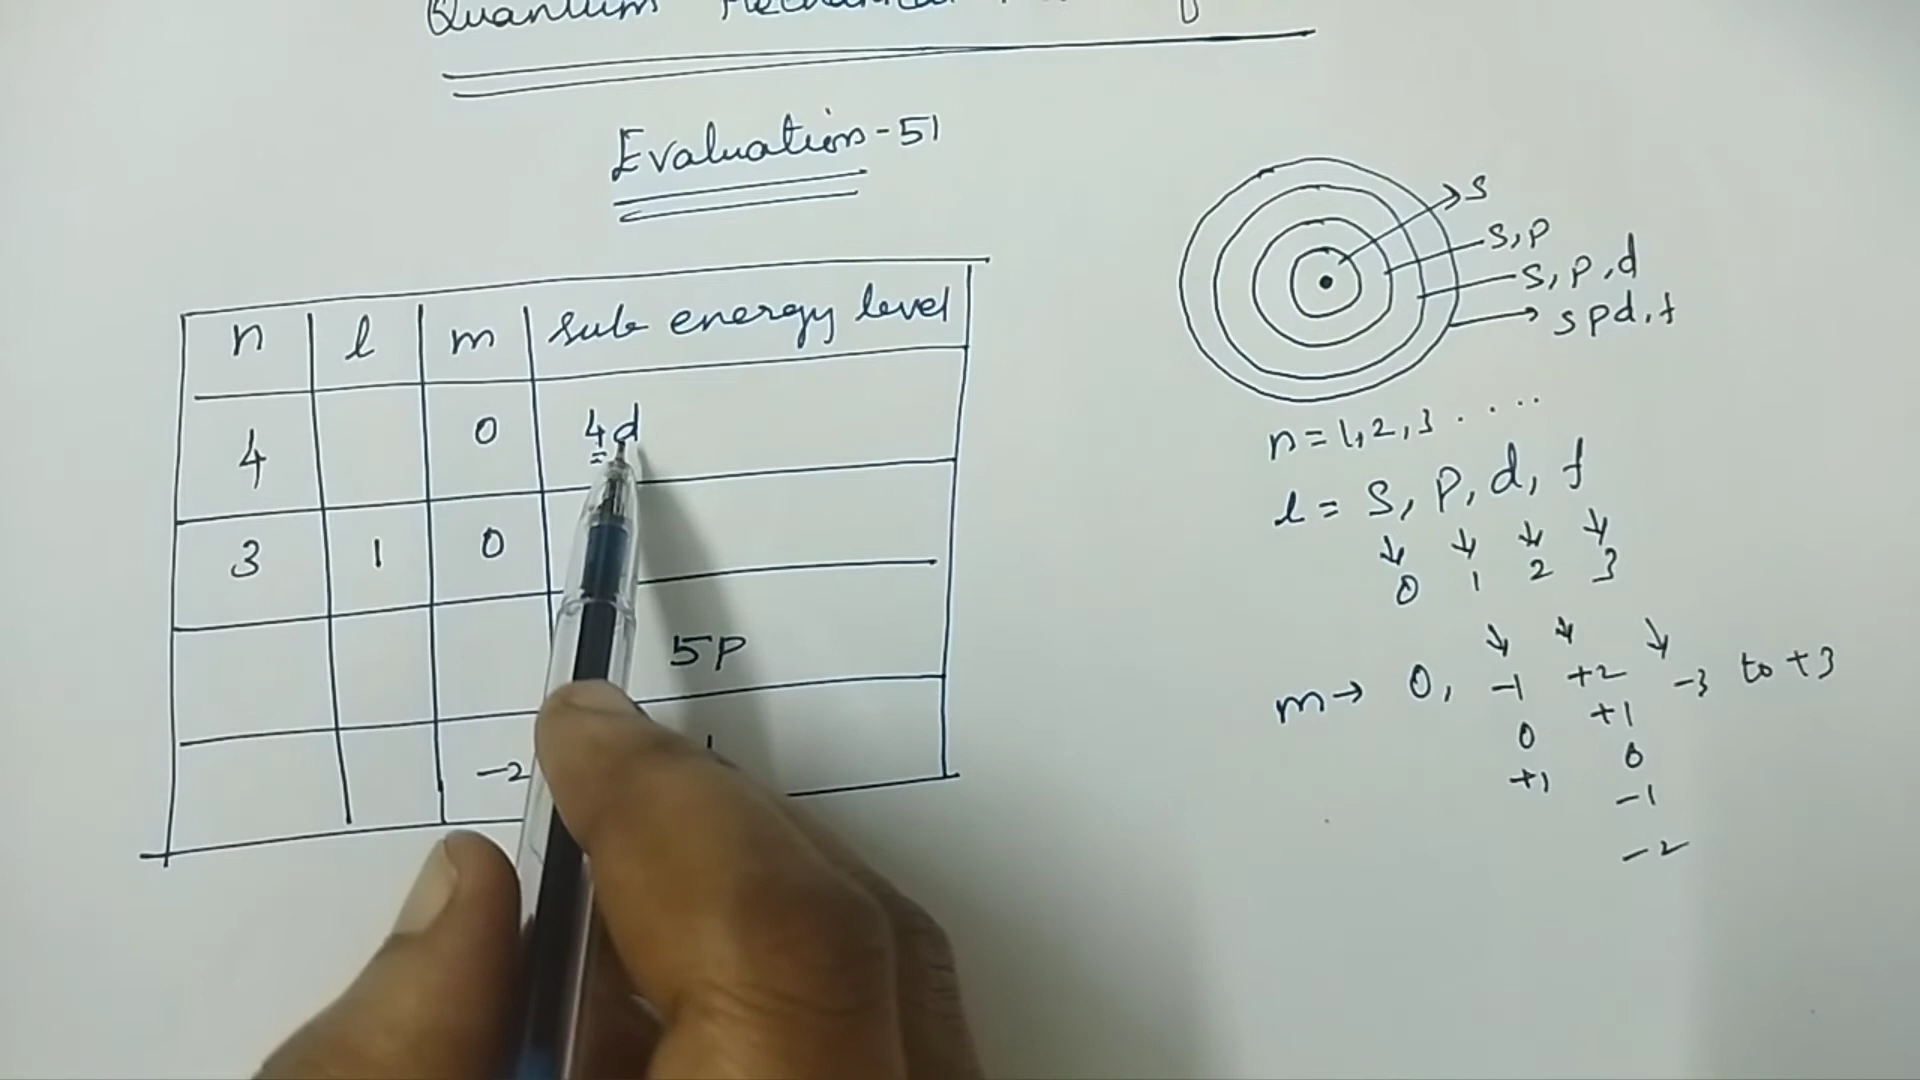 Quantum
Evaluation-51
n l m sub energy level
4 0 4d
3 1 0
5p
-2
s
s,p
s,p,d
s p d,f
n=1,2,3.....
l= s, p, d, f
0 1 2 3
m→ 0, -1 +2 -3 to +3
+1
0 0
+1 -1
-2